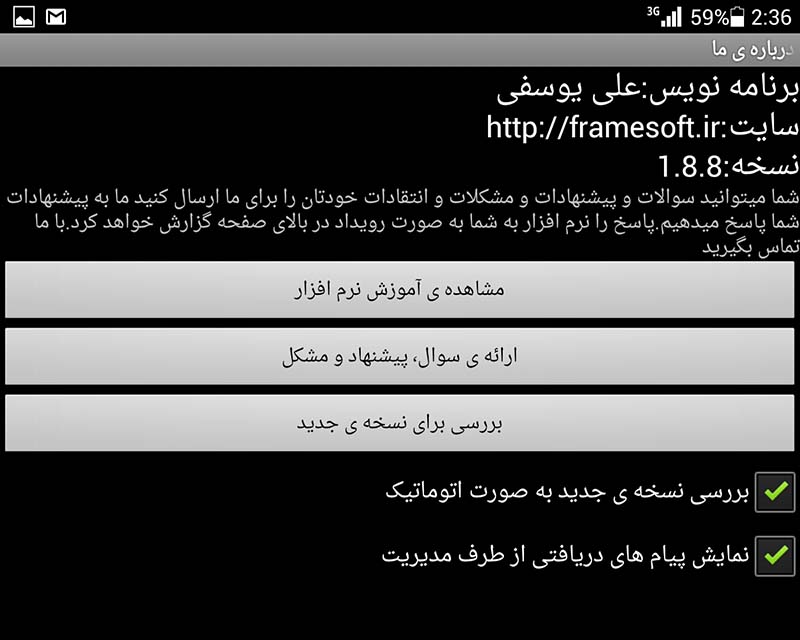 3G 59% 2:36
درباره ی ما
برنامه نویس:علی یوسفی
سایت:http://framesoft.ir
نسخه:1.8.8
شما میتوانید سوالات و پیشنهادات و مشکلات و انتقادات خودتان را برای ما ارسال کنید ما به پیشنهادات
شما پاسخ میدهیم.پاسخ را نرم افزار به شما به صورت رویداد در بالای صفحه گزارش خواهد کرد.با ما
تماس بگیرید
مشاهده ی آموزش نرم افزار
ارائه ی سوال، پیشنهاد و مشکل
بررسی برای نسخه ی جدید
بررسی نسخه ی جدید به صورت اتوماتیک
نمایش پیام های دریافتی از طرف مدیریت